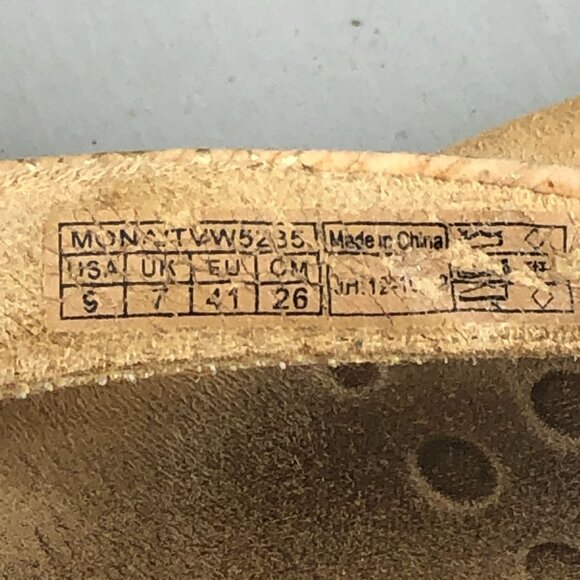 MONA/TVW5235 Made in China
USA UK EU CM
9 7 41 26